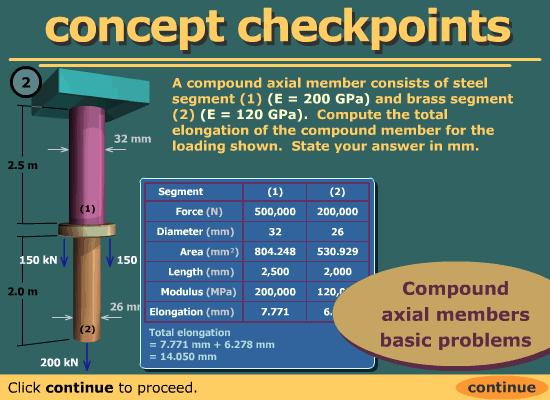 concept checkpoints
2
A compound axial member consists of steel
segment (1) (E = 200 GPa) and brass segment
(2) (E = 120 GPa). Compute the total
elongation of the compound member for the
loading shown. State your answer in mm.
32 mm
2.5 m
(1)
150 kN
150
2.0 m
26 mm
(2)
200 kN
Segment (1) (2)
Force (N) 500,000 200,000
Diameter (mm) 32 26
Area (mm²) 804.248 530.929
Length (mm) 2,500 2,000
Modulus (MPa) 200,000 120,
Elongation (mm) 7.771 6.
Total elongation
= 7.771 mm + 6.278 mm
= 14.050 mm
Compound
axial members
basic problems
Click continue to proceed.
continue